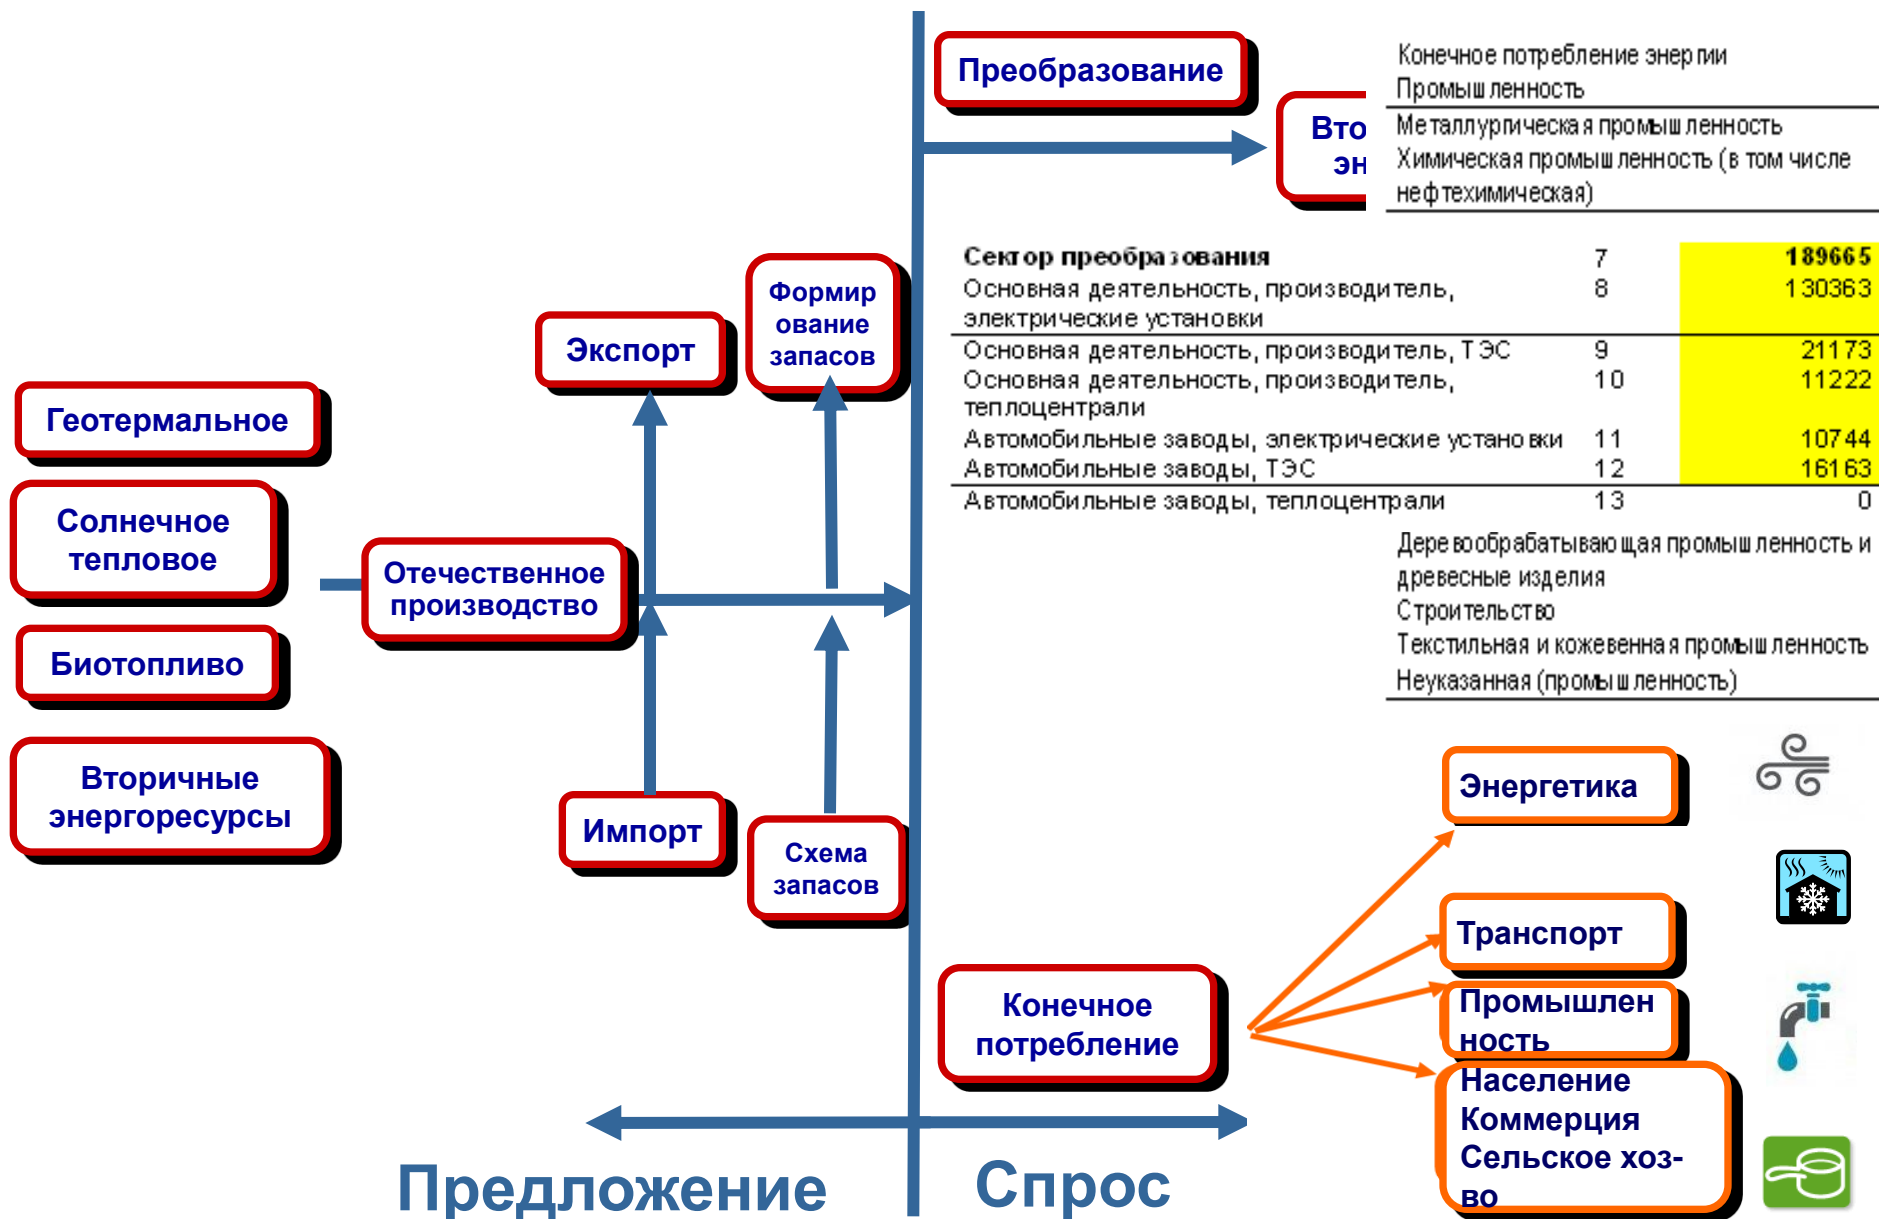 Преобразование
Вто
эн
Конечное потребление энергии
Промышленность
Металлургическая промышленность
Химическая промышленность (в том числе
нефтехимическая)
Сектор преобразования 7 189665
Основная деятельность, производитель, 8 130363
электрические установки
Основная деятельность, производитель, ТЭС 9 21173
Основная деятельность, производитель, 10 11222
теплоцентрали
Автомобильные заводы, электрические установки 11 10744
Автомобильные заводы, ТЭС 12 16163
Автомобильные заводы, теплоцентрали 13 0
Деревообрабатывающая промышленность и
древесные изделия
Строительство
Текстильная и кожевенная промышленность
Неуказанная (промышленность)
Формир
ование
запасов
Экспорт
Геотермальное
Солнечное
тепловое
Отечественное
производство
Биотопливо
Вторичные
энергоресурсы
Импорт
Схема
запасов
Энергетика
Транспорт
Конечное
потребление
Промышлен
ность
Население
Коммерция
Сельское хоз-
во
Предложение
Спрос